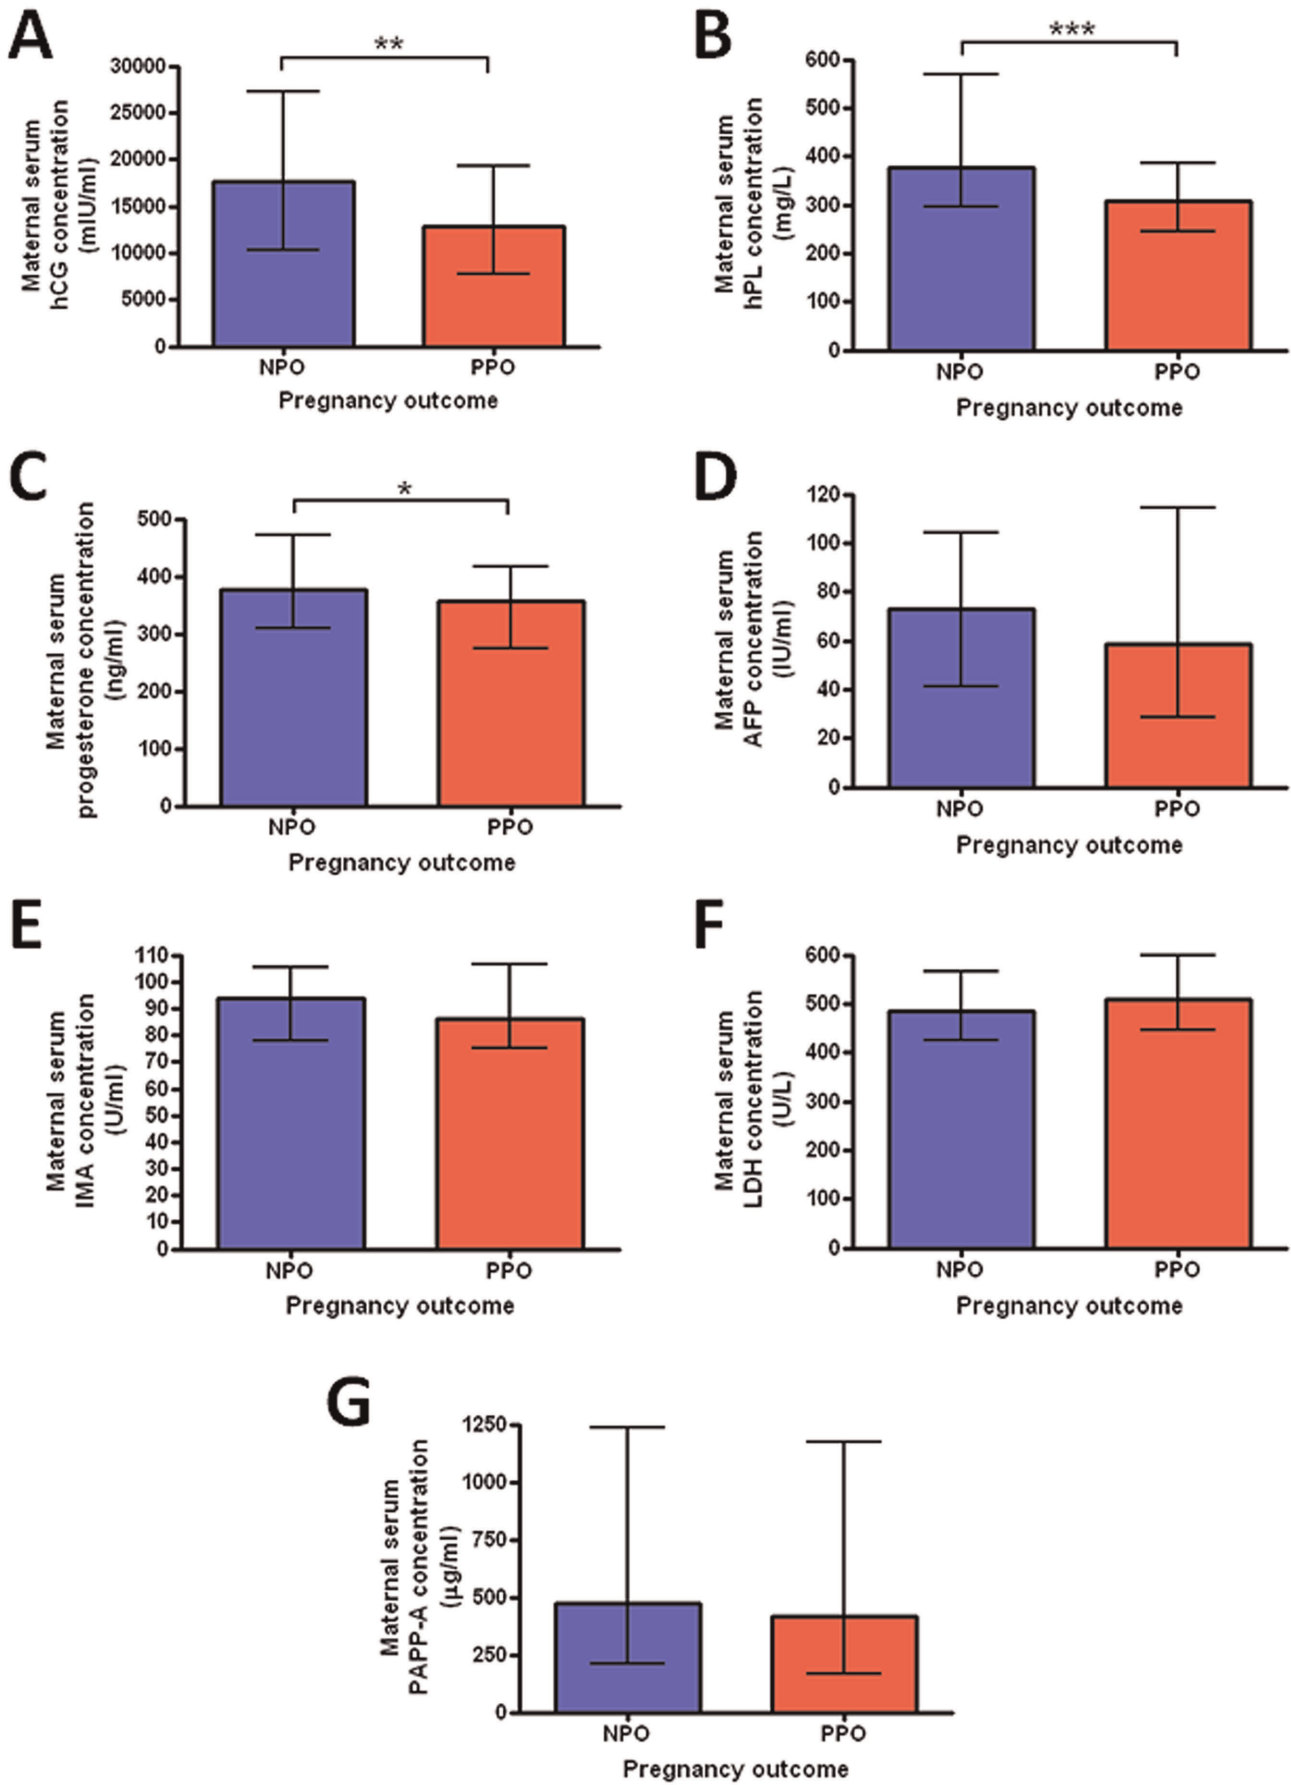 A
Maternal serum
hCG concentration
(mIU/ml)
**
30000
25000
20000
15000
10000
5000
0
NPO
PPO
Pregnancy outcome
B
Maternal serum
hPL concentration
(mg/L)
***
600
500
400
300
200
100
0
NPO
PPO
Pregnancy outcome
C
Maternal serum
progesterone concentration
(ng/ml)
*
500
400
300
200
100
0
NPO
PPO
Pregnancy outcome
D
Maternal serum
AFP concentration
(IU/ml)
120
100
80
60
40
20
0
NPO
PPO
Pregnancy outcome
E
Maternal serum
IMA concentration
(U/ml)
110
100
90
80
70
60
50
40
30
20
10
0
NPO
PPO
Pregnancy outcome
F
Maternal serum
LDH concentration
(U/L)
600
500
400
300
200
100
0
NPO
PPO
Pregnancy outcome
G
Maternal serum
PAPP-A concentration
(µg/ml)
1250
1000
750
500
250
0
NPO
PPO
Pregnancy outcome